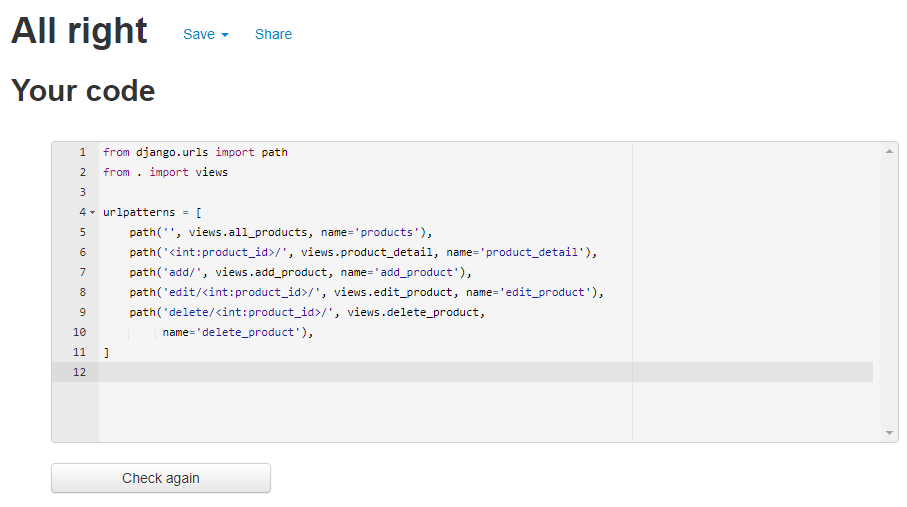 All right Save Share
Your code
1 from django.urls import path
2 from . import views
3
4 urlpatterns = [
5     path('', views.all_products, name='products'),
6     path('<int:product_id>/', views.product_detail, name='product_detail'),
7     path('add/', views.add_product, name='add_product'),
8     path('edit/<int:product_id>/', views.edit_product, name='edit_product'),
9     path('delete/<int:product_id>/', views.delete_product,
10          name='delete_product'),
11 ]
12
Check again